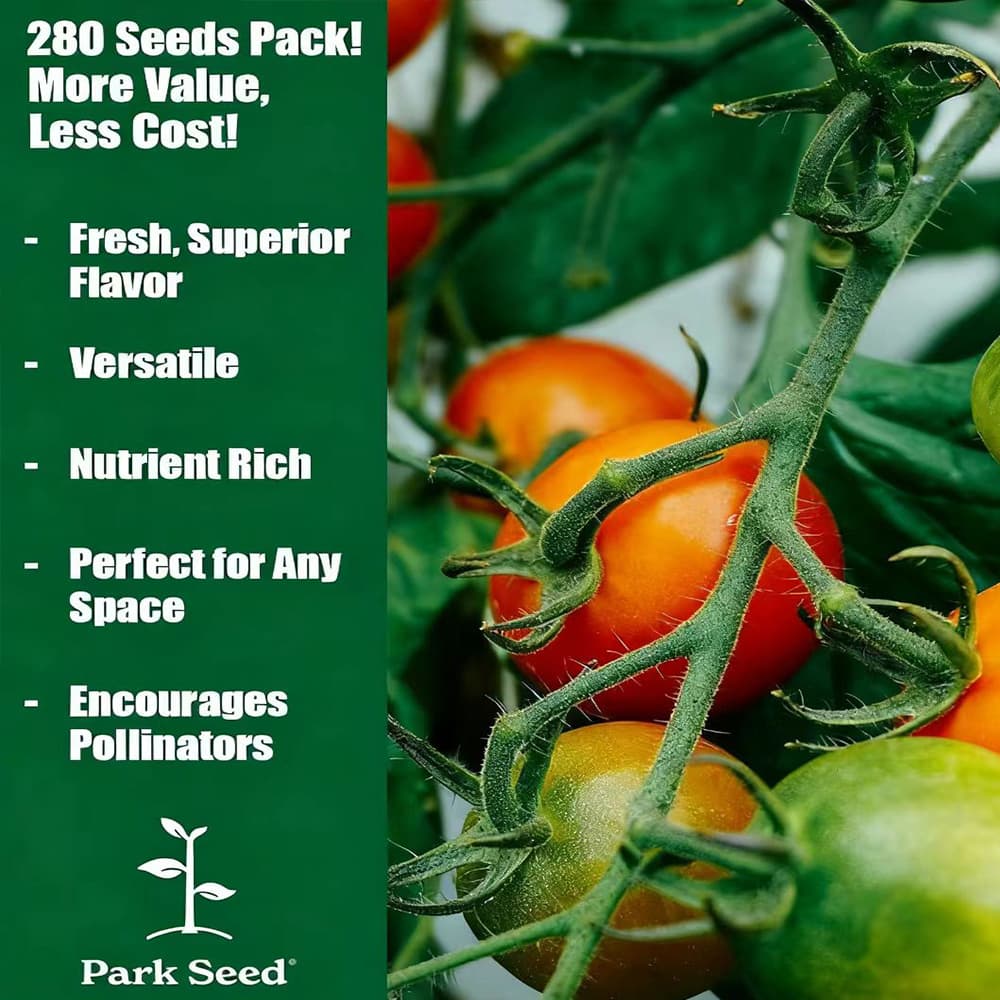 280 Seeds Pack!
More Value,
Less Cost!
- Fresh, Superior
Flavor
- Versatile
- Nutrient Rich
- Perfect for Any
Space
- Encourages
Pollinators
Park Seed®